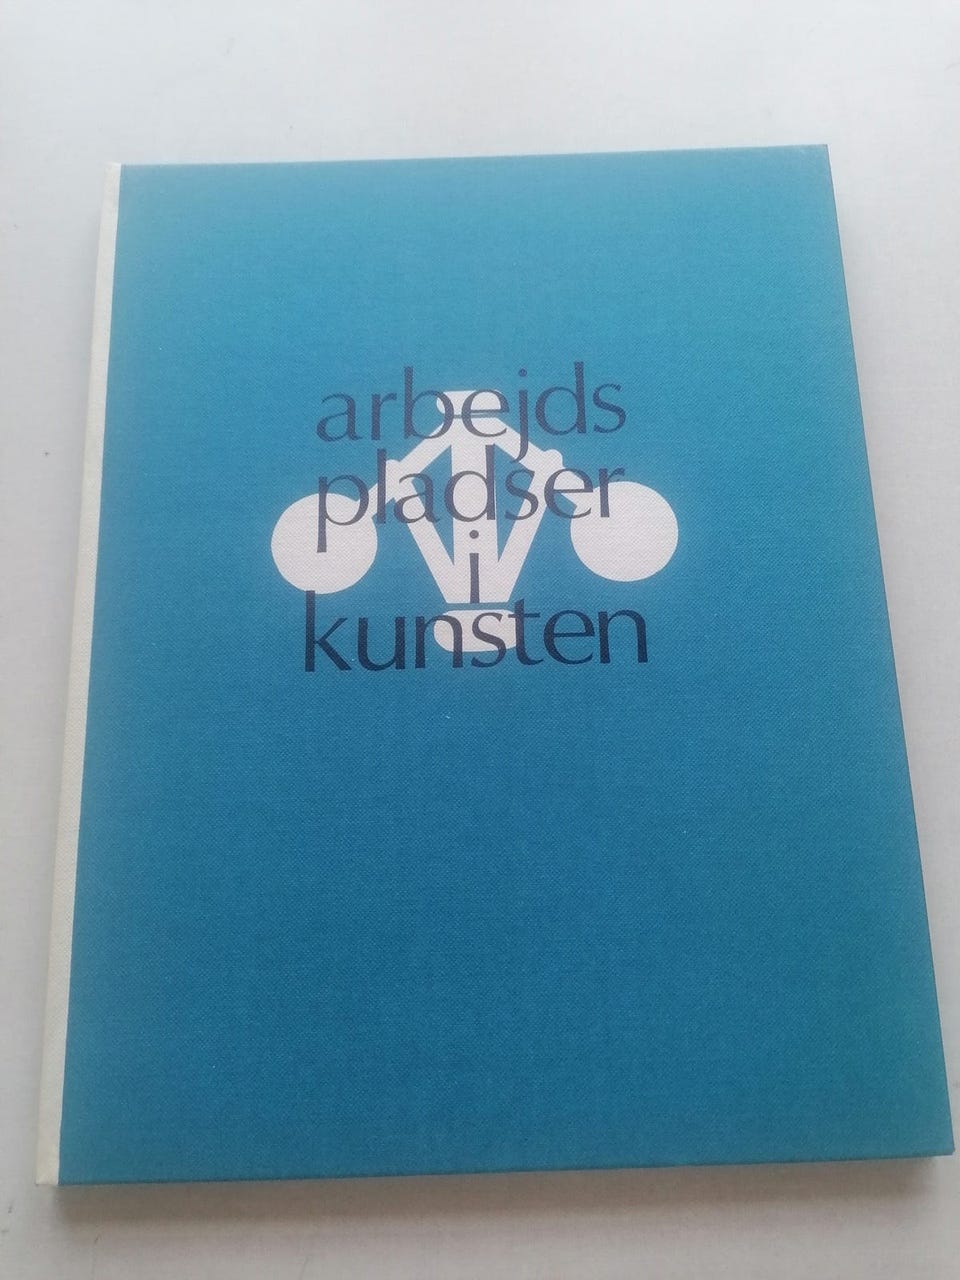 arbejds
pladser
i
kunsten